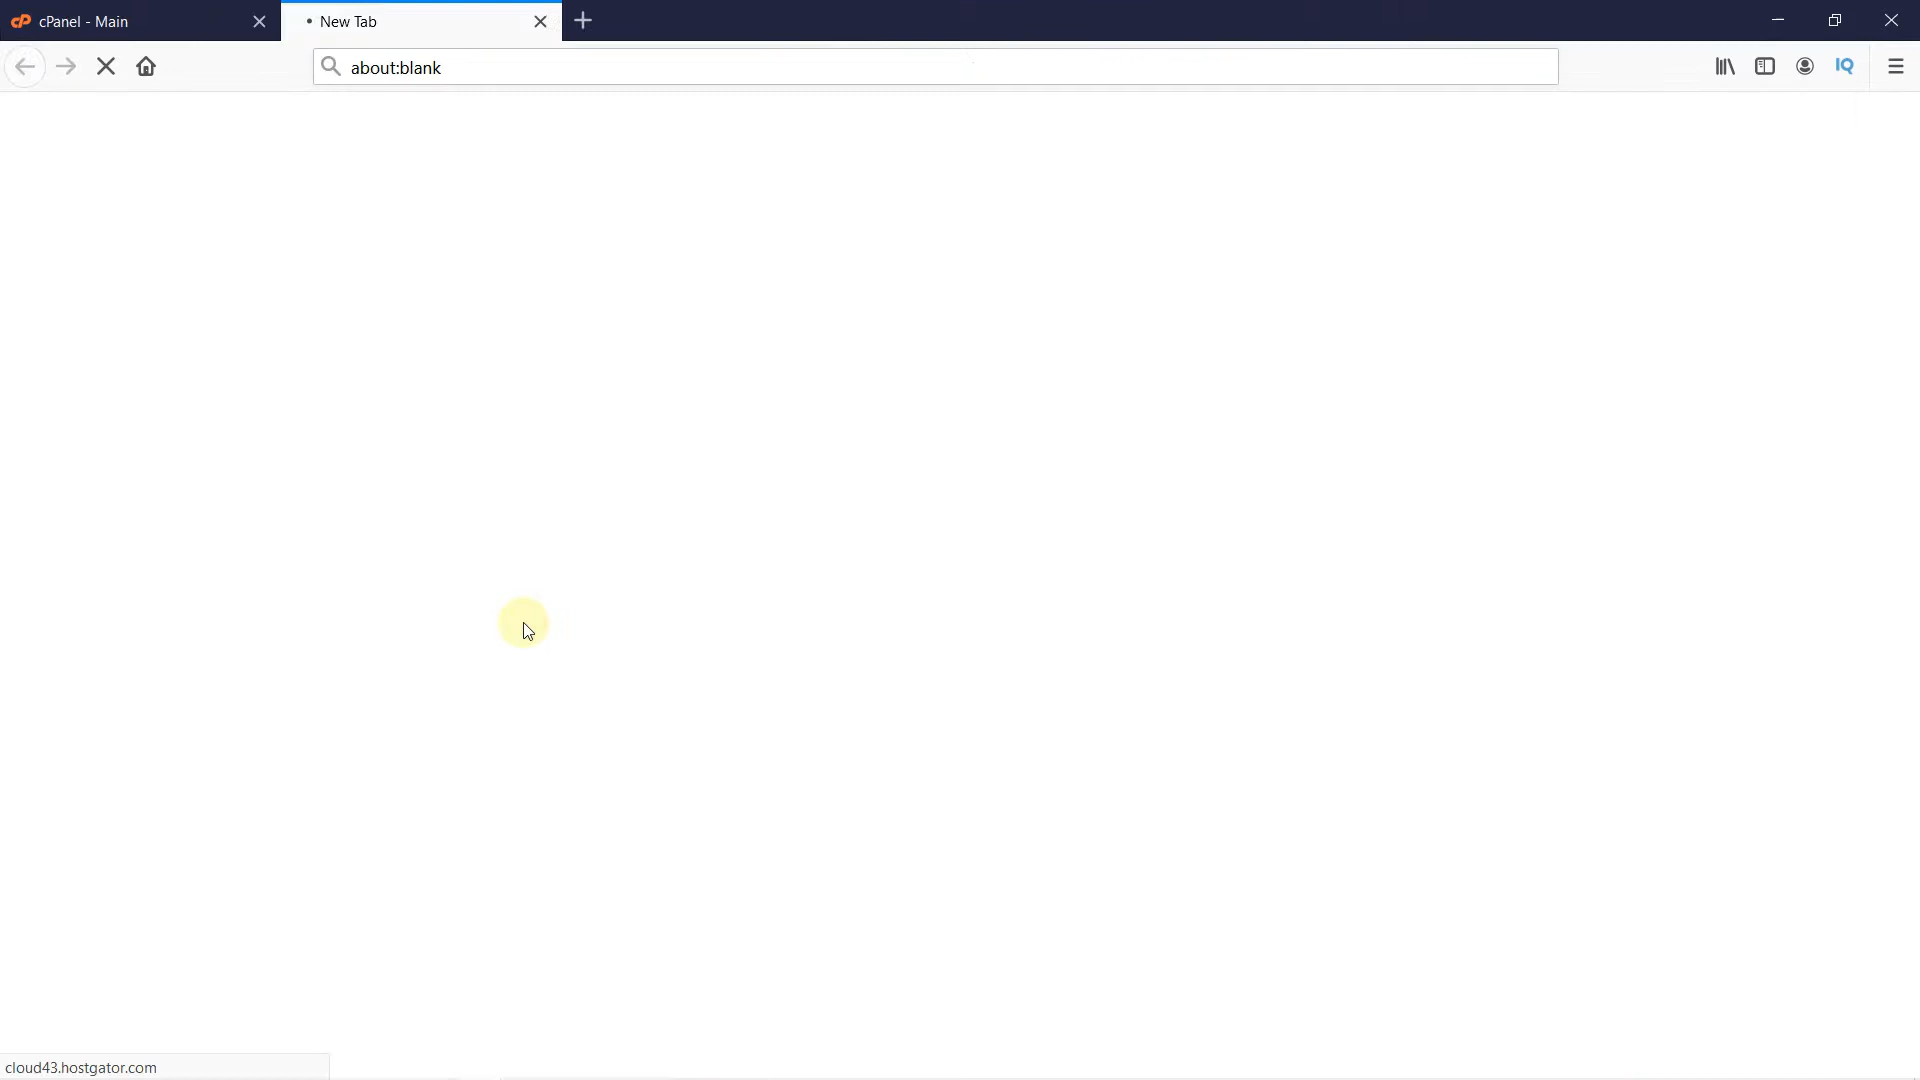 cPanel - Main
• New Tab
about:blank
IQ
cloud43.hostgator.com